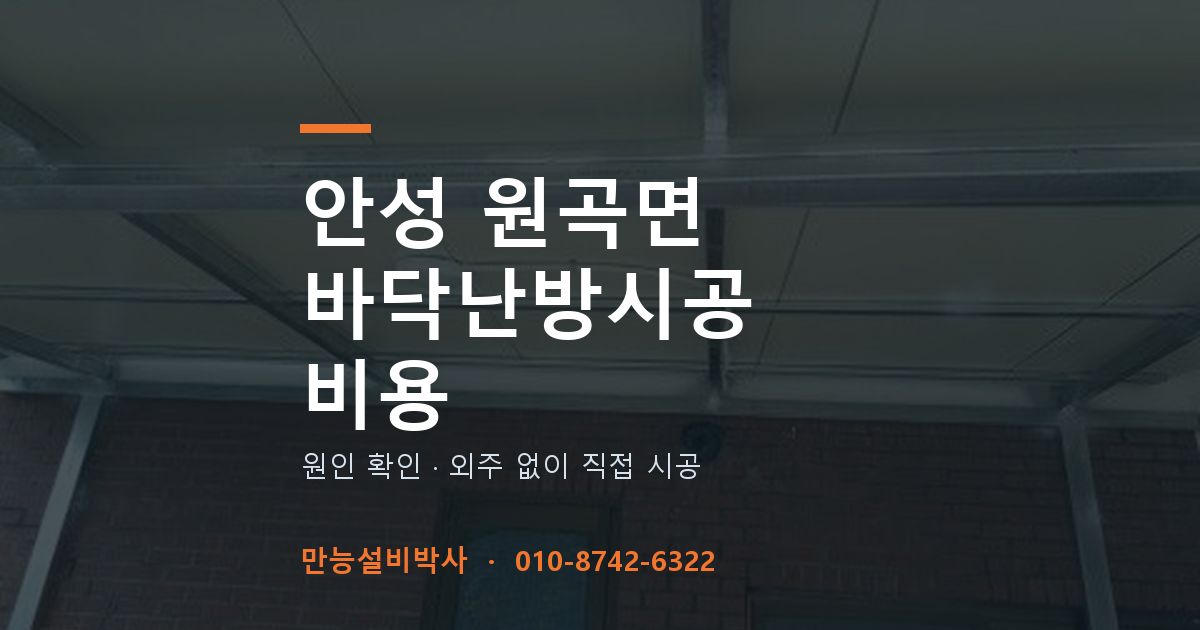 안성 원곡면
바닥난방시공
비용
원인 확인 · 외주 없이 직접 시공
만능설비박사 · 010-8742-6322